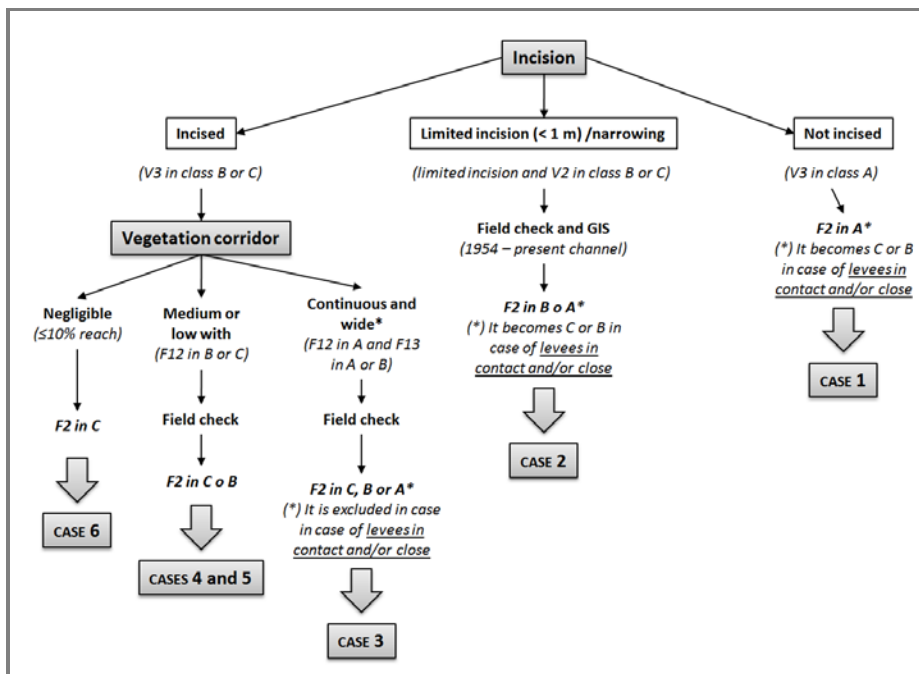 Incision
Incised
Limited incision (< 1 m) /narrowing
Not incised
(V3 in class B or C)
(limited incision and V2 in class B or C)
(V3 in class A)
Vegetation corridor
Field check and GIS
(1954 – present channel)
F2 in A*
(*) It becomes C or B
in case of levees in
contact and/or close
Negligible
(≤10% reach)
Medium or
low with
(F12 in B or C)
Continuous and
wide*
(F12 in A and F13
in A or B)
F2 in B o A*
(*) It becomes C or B in
case of levees in
contact and/or close
CASE 1
F2 in C
Field check
Field check
CASE 2
F2 in C o B
F2 in C, B or A*
(*) It is excluded in case
in case of levees in
contact and/or close
CASE 6
CASES 4 and 5
CASE 3